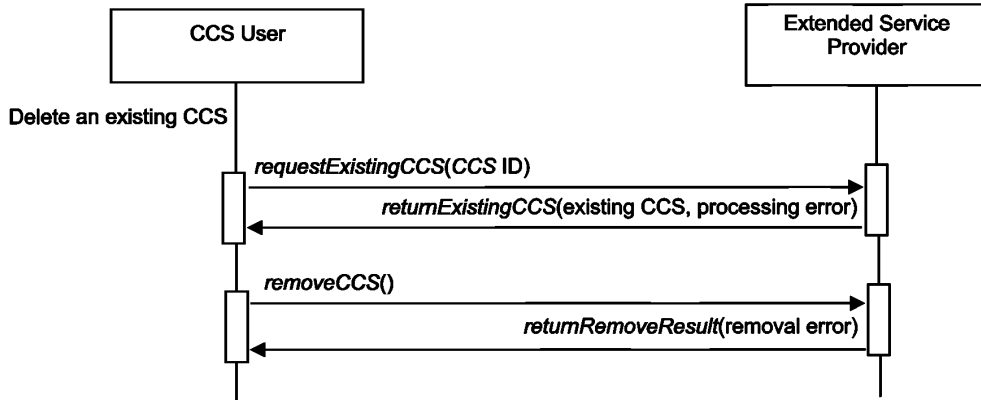 CCS User
Extended Service
Provider
Delete an existing CCS
requestExistingCCS(CCS ID)
returnExistingCCS(existing CCS, processing error)
removeCCS()
returnRemoveResult(removal error)